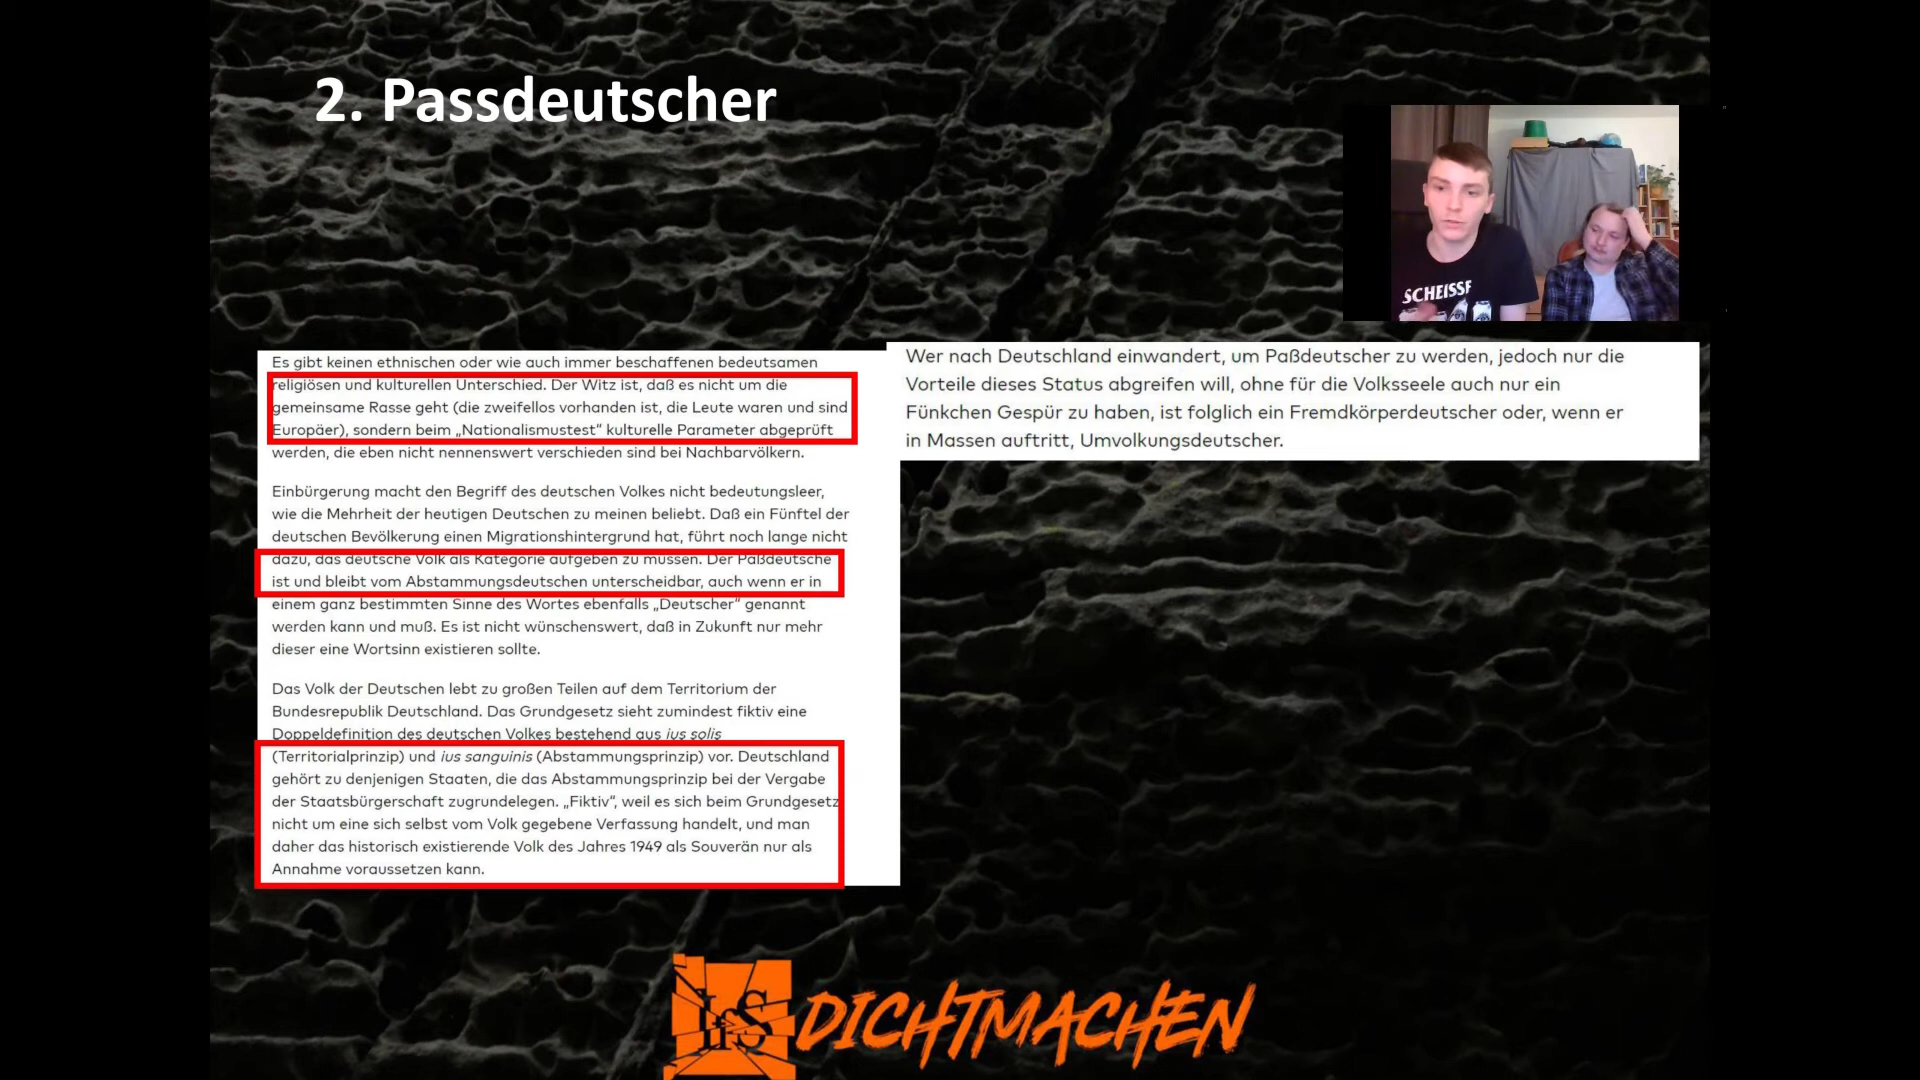 2. Passdeutscher
SCHEISSE
Es gibt keinen ethnischen oder wie auch immer beschaffenen bedeutsamen
religiösen und kulturellen Unterschied. Der Witz ist, daß es nicht um die
gemeinsame Rasse geht (die zweifellos vorhanden ist, die Leute waren und sind
Europäer), sondern beim „Nationalismustest“ kulturelle Parameter abgeprüft
werden, die eben nicht nennenswert verschieden sind bei Nachbarvölkern.
Einbürgerung macht den Begriff des deutschen Volkes nicht bedeutungsleer,
wie die Mehrheit der heutigen Deutschen zu meinen beliebt. Daß ein Fünftel der
deutschen Bevölkerung einen Migrationshintergrund hat, führt noch lange nicht
dazu, das deutsche Volk als Kategorie aufgeben zu müssen. Der Paßdeutsche
ist und bleibt vom Abstammungsdeutschen unterscheidbar, auch wenn er in
einem ganz bestimmten Sinne des Wortes ebenfalls „Deutscher“ genannt
werden kann und muß. Es ist nicht wünschenswert, daß in Zukunft nur mehr
dieser eine Wortsinn existieren sollte.
Das Volk der Deutschen lebt zu großen Teilen auf dem Territorium der
Bundesrepublik Deutschland. Das Grundgesetz sieht zumindest fiktiv eine
Doppeldefinition des deutschen Volkes bestehend aus ius solis
(Territorialprinzip) und ius sanguinis (Abstammungsprinzip) vor. Deutschland
gehört zu denjenigen Staaten, die das Abstammungsprinzip bei der Vergabe
der Staatsbürgerschaft zugrundelegen. „Fiktiv“, weil es sich beim Grundgesetz
nicht um eine sich selbst vom Volk gegebene Verfassung handelt, und man
daher das historisch existierende Volk des Jahres 1949 als Souverän nur als
Annahme voraussetzen kann.
Wer nach Deutschland einwandert, um Paßdeutscher zu werden, jedoch nur die
Vorteile dieses Status abgreifen will, ohne für die Volksseele auch nur ein
Fünkchen Gespür zu haben, ist folglich ein Fremdkörperdeutscher oder, wenn er
in Massen auftritt, Umvolkungsdeutscher.
IfS DICHTMACHEN